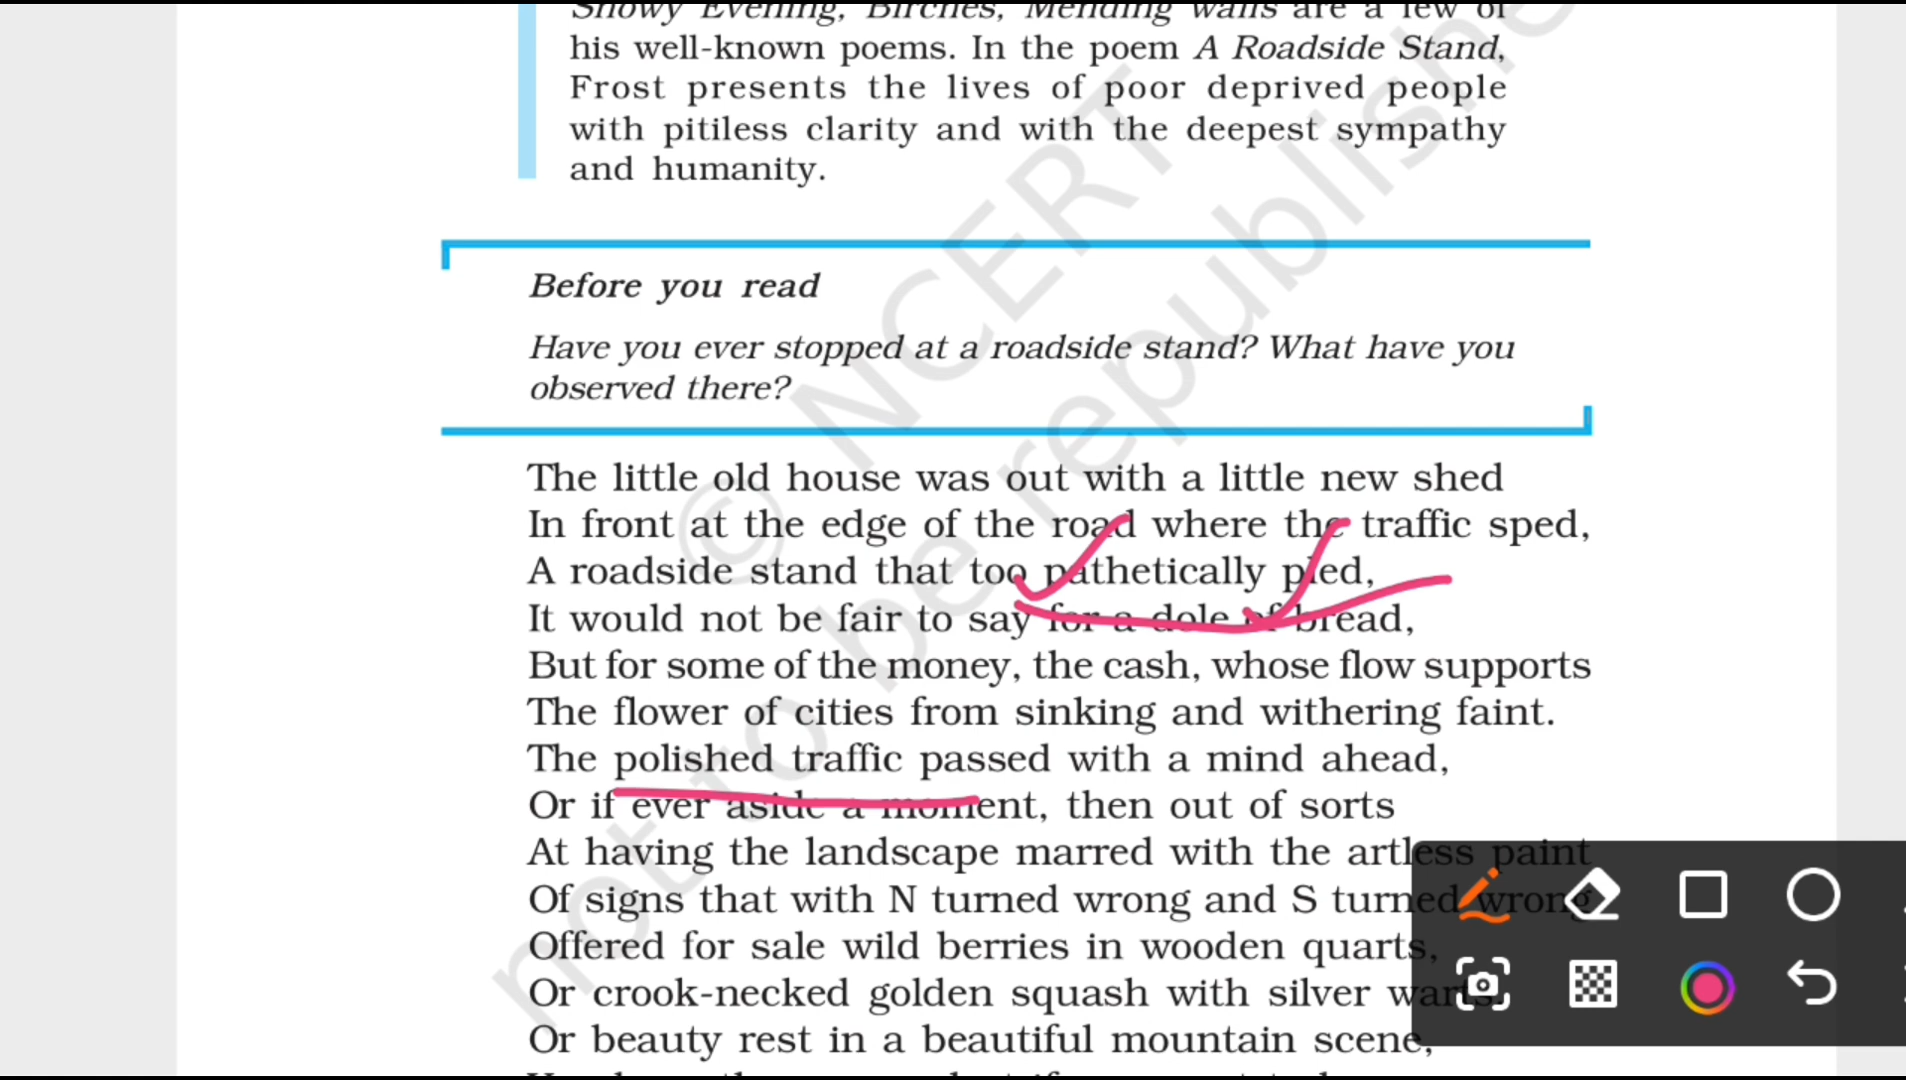 Snowy Evening, Birches, Mending walls are a few of
his well-known poems. In the poem A Roadside Stand,
Frost presents the lives of poor deprived people
with pitiless clarity and with the deepest sympathy
and humanity.
Before you read
Have you ever stopped at a roadside stand? What have you
observed there?
The little old house was out with a little new shed
In front at the edge of the road where the traffic sped,
A roadside stand that too pathetically pled,
It would not be fair to say for a dole of bread,
But for some of the money, the cash, whose flow supports
The flower of cities from sinking and withering faint.
The polished traffic passed with a mind ahead,
Or if ever aside a moment, then out of sorts
At having the landscape marred with the artless paint
Of signs that with N turned wrong and S turned wrong
Offered for sale wild berries in wooden quarts,
Or crook-necked golden squash with silver warts,
Or beauty rest in a beautiful mountain scene,
© NCERT
not to be republished